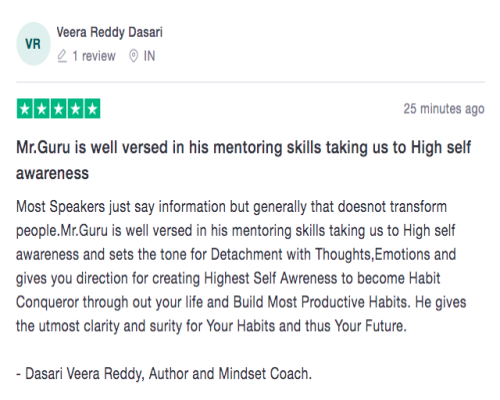 VR
Veera Reddy Dasari
1 review IN
25 minutes ago
Mr.Guru is well versed in his mentoring skills taking us to High self
awareness
Most Speakers just say information but generally that doesnot transform
people.Mr.Guru is well versed in his mentoring skills taking us to High self
awareness and sets the tone for Detachment with Thoughts,Emotions and
gives you direction for creating Highest Self Awreness to become Habit
Conqueror through out your life and Build Most Productive Habits. He gives
the utmost clarity and surity for Your Habits and thus Your Future.
- Dasari Veera Reddy, Author and Mindset Coach.